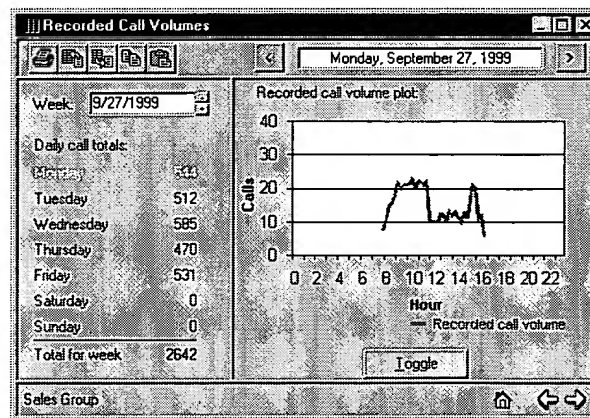 Recorded Call Volumes
Monday, September 27, 1999
Week: 9/27/1999
Recorded call volume plot:
Daily call totals:
Monday 544
Tuesday 512
Wednesday 585
Thursday 470
Friday 531
Saturday 0
Sunday 0
Total for week 2642
40
30
20
10
0
Calls
0 2 4 6 8 10 12 14 16 18 20 22
Hour
Recorded call volume
Toggle
Sales Group